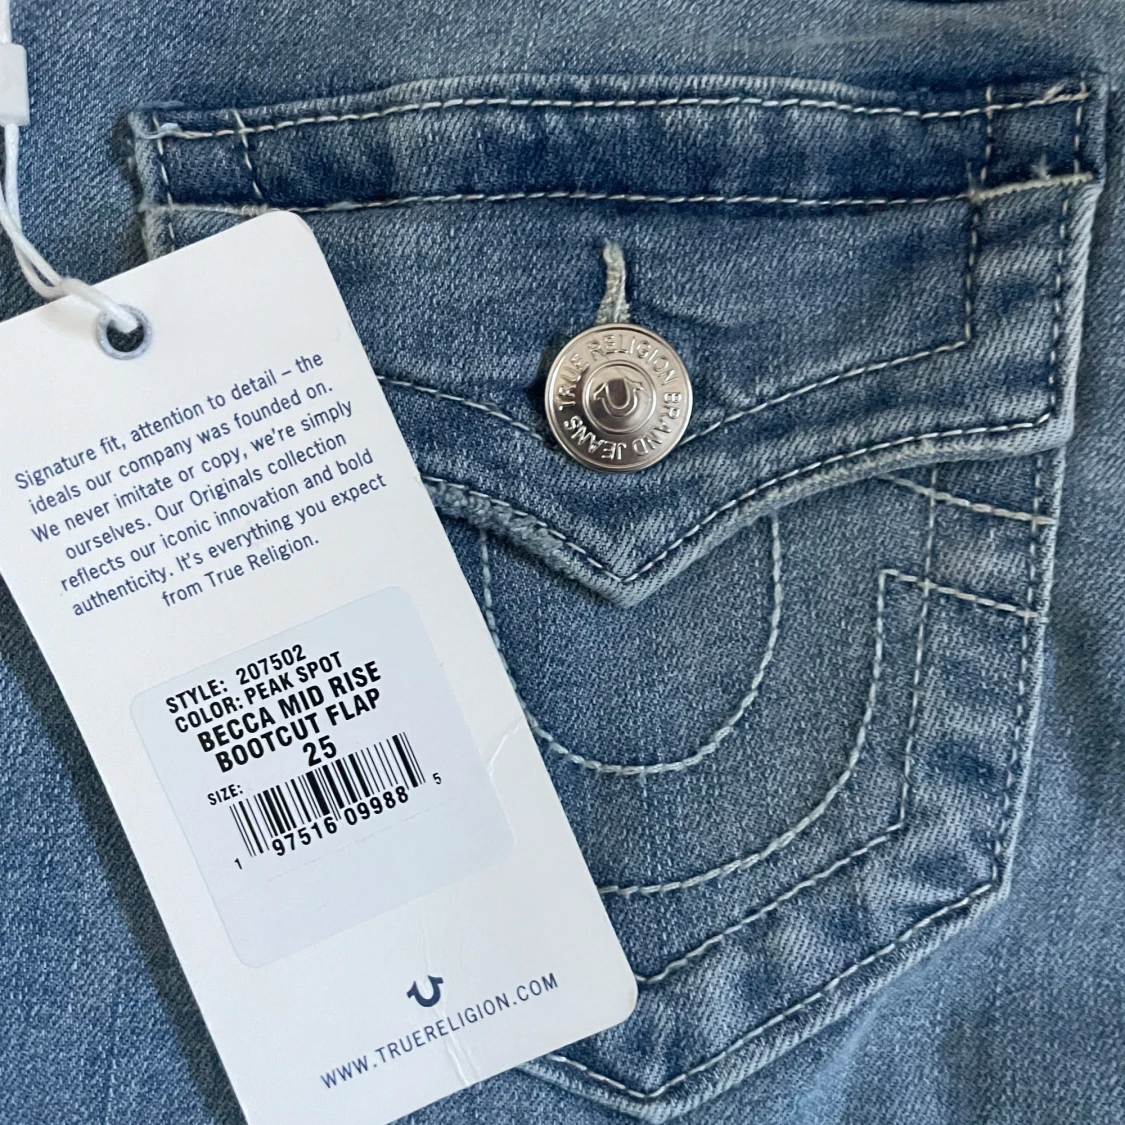 Signature fit, attention to detail – the
ideals our company was founded on.
We never imitate or copy, we're simply
ourselves. Our Originals collection
reflects our iconic innovation and bold
authenticity. It's everything you expect
from True Religion.
STYLE: 207502
COLOR: PEAK SPOT
BECCA MID RISE
BOOTCUT FLAP
SIZE: 25
1 97516 09988 5
WWW.TRUERELIGION.COM
TRUE RELIGION BRAND JEANS